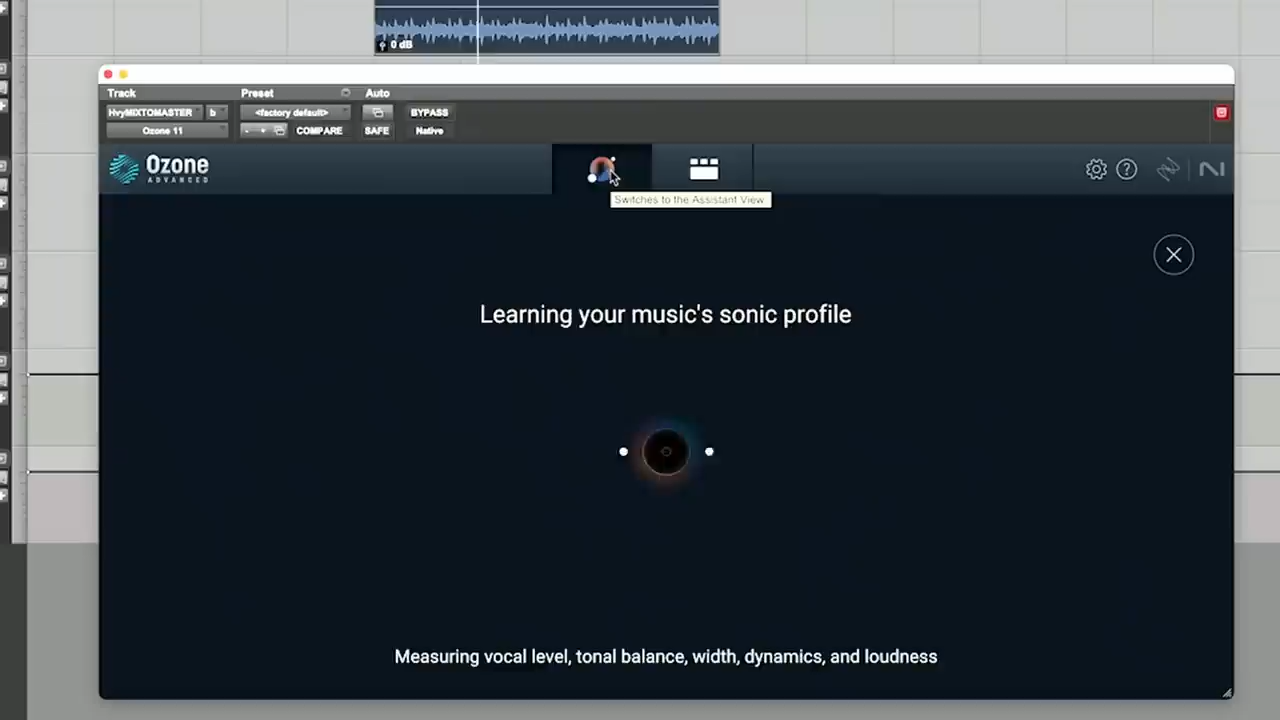 0 dB
Track
Preset
Auto
HvyMIXTOMASTER
b
<factory default>
BYPASS
Ozone 11
COMPARE
SAFE
Native
Ozone
ADVANCED
Switches to the Assistant View
Learning your music's sonic profile
Measuring vocal level, tonal balance, width, dynamics, and loudness